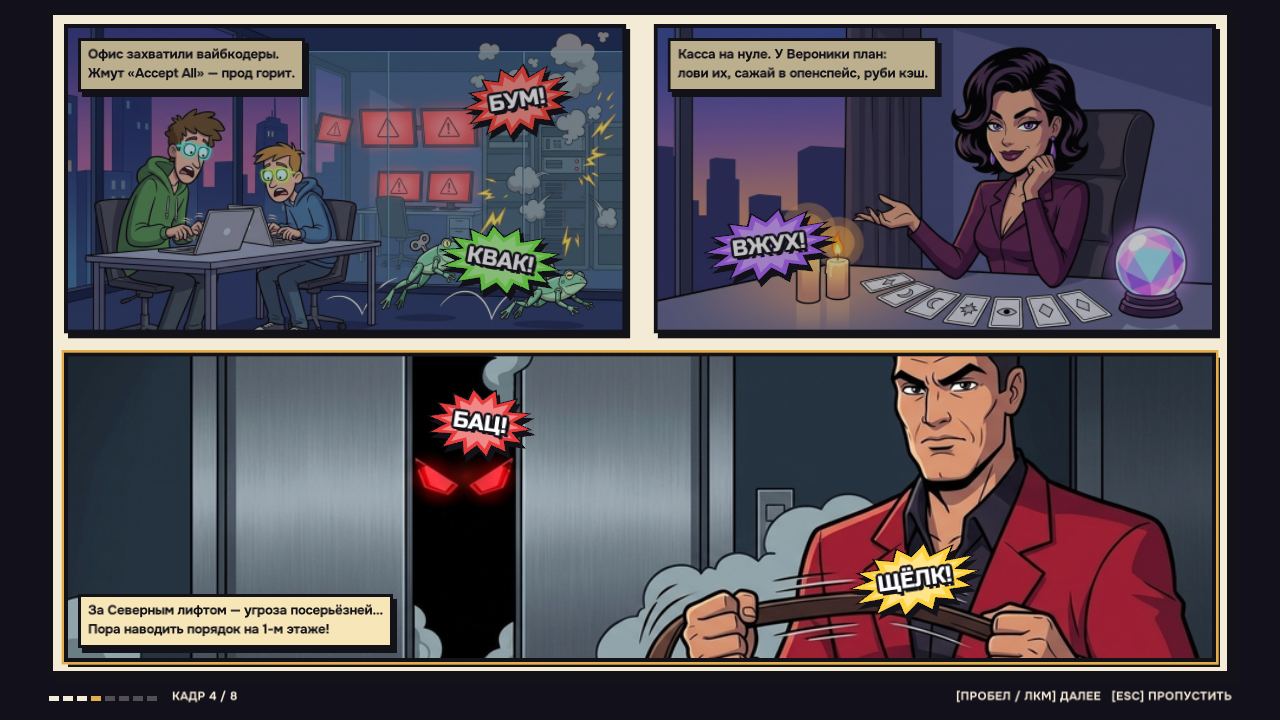 Офис захватили вайбкодеры.
Жмут «Accept All» — прод горит.
БУМ!
КВАК!
Касса на нуле. У Вероники план:
лови их, сажай в опенспейс, руби кэш.
ВЖУХ!
БАЦ!
ЩЁЛК!
За Северным лифтом — угроза посерьёзней...
Пора наводить порядок на 1-м этаже!
КАДР 4 / 8
[ПРОБЕЛ / ЛКМ] ДАЛЕЕ [ESC] ПРОПУСТИТЬ